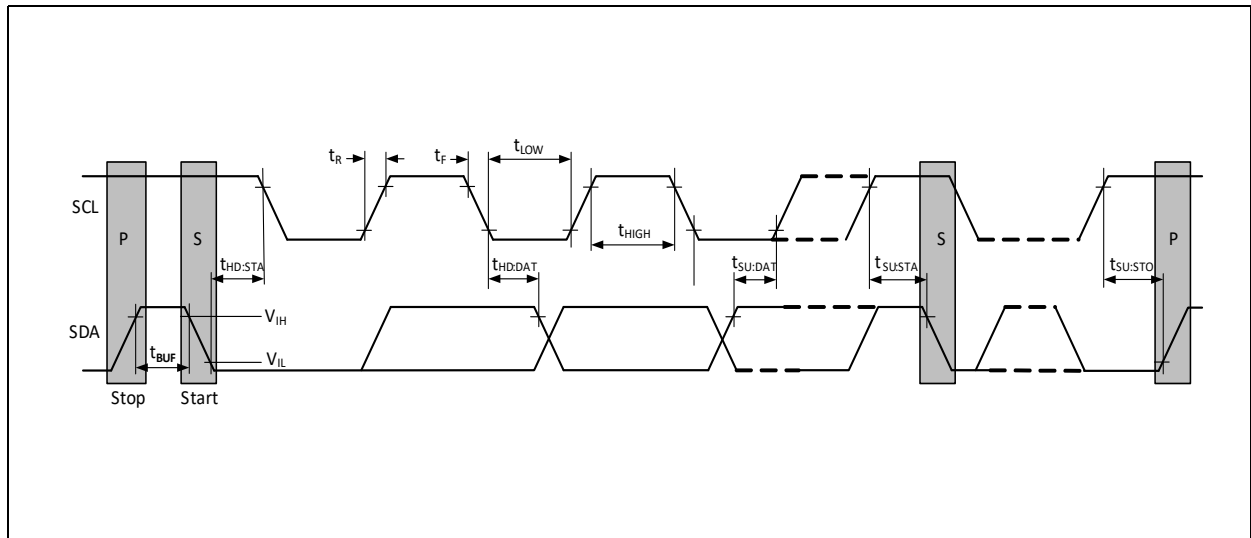 tR
tF
tLOW
SCL
P
S
tHIGH
S
P
tHD:STA
tHD:DAT
tSU:DAT
tSU:STA
tSU:STO
VIH
SDA
tBUF
VIL
Stop
Start